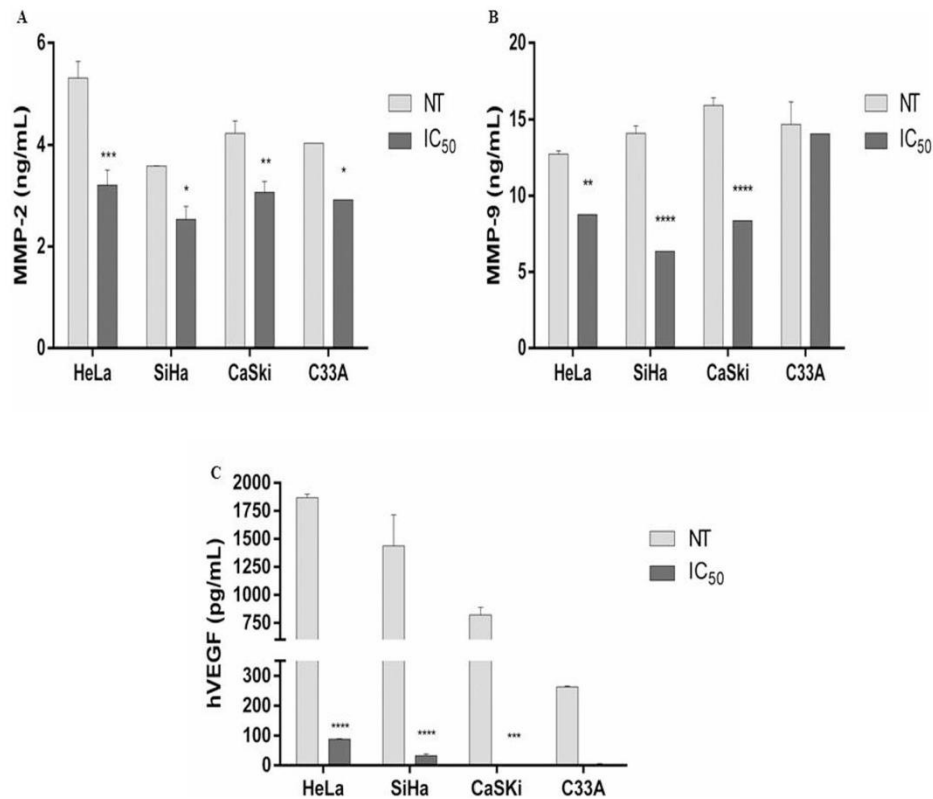 A
MMP-2 (ng/mL)
6
4
2
0
***
*
**
*
HeLa
SiHa
CaSki
C33A
NT
IC50
B
MMP-9 (ng/mL)
20
15
10
5
0
**
****
****
HeLa
SiHa
CaSki
C33A
NT
IC50
C
hVEGF (pg/mL)
2000
1750
1500
1250
1000
750
300
200
100
0
****
****
***
HeLa
SiHa
CaSKi
C33A
NT
IC50